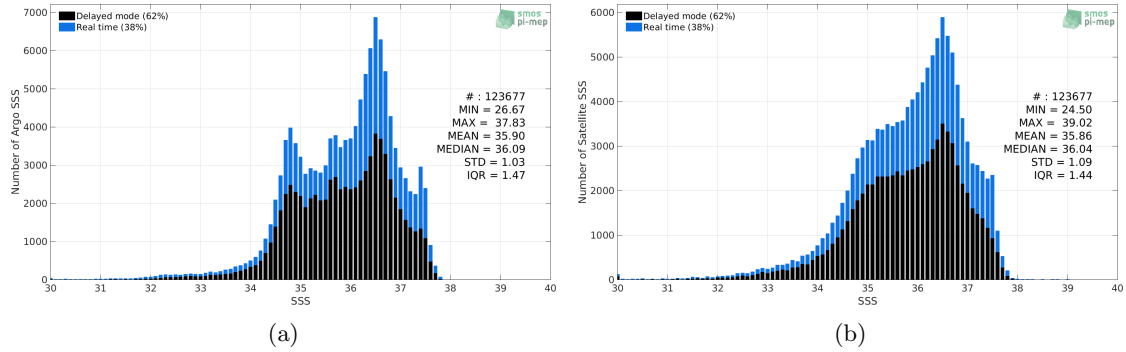 Delayed mode (62%)
Real time (38%)
smos
pi-mep
7000
6000
5000
4000
3000
2000
1000
0
Number of Argo SSS
# : 123677
MIN = 26.67
MAX = 37.83
MEAN = 35.90
MEDIAN = 36.09
STD = 1.03
IQR = 1.47
30 31 32 33 34 35 36 37 38 39 40
SSS
(a)
Delayed mode (62%)
Real time (38%)
smos
pi-mep
6000
5000
4000
3000
2000
1000
0
Number of Satellite SSS
# : 123677
MIN = 24.50
MAX = 39.02
MEAN = 35.86
MEDIAN = 36.04
STD = 1.09
IQR = 1.44
30 31 32 33 34 35 36 37 38 39 40
SSS
(b)